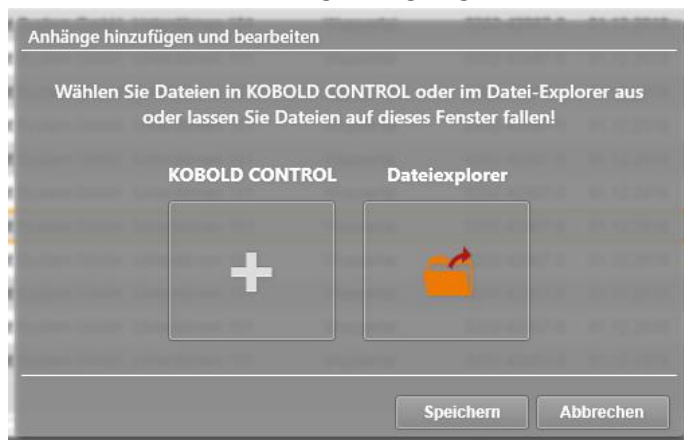 Anhänge hinzufügen und bearbeiten
Wählen Sie Dateien in KOBOLD CONTROL oder im Datei-Explorer aus
oder lassen Sie Dateien auf dieses Fenster fallen!
KOBOLD CONTROL Dateiexplorer
Speichern Abbrechen